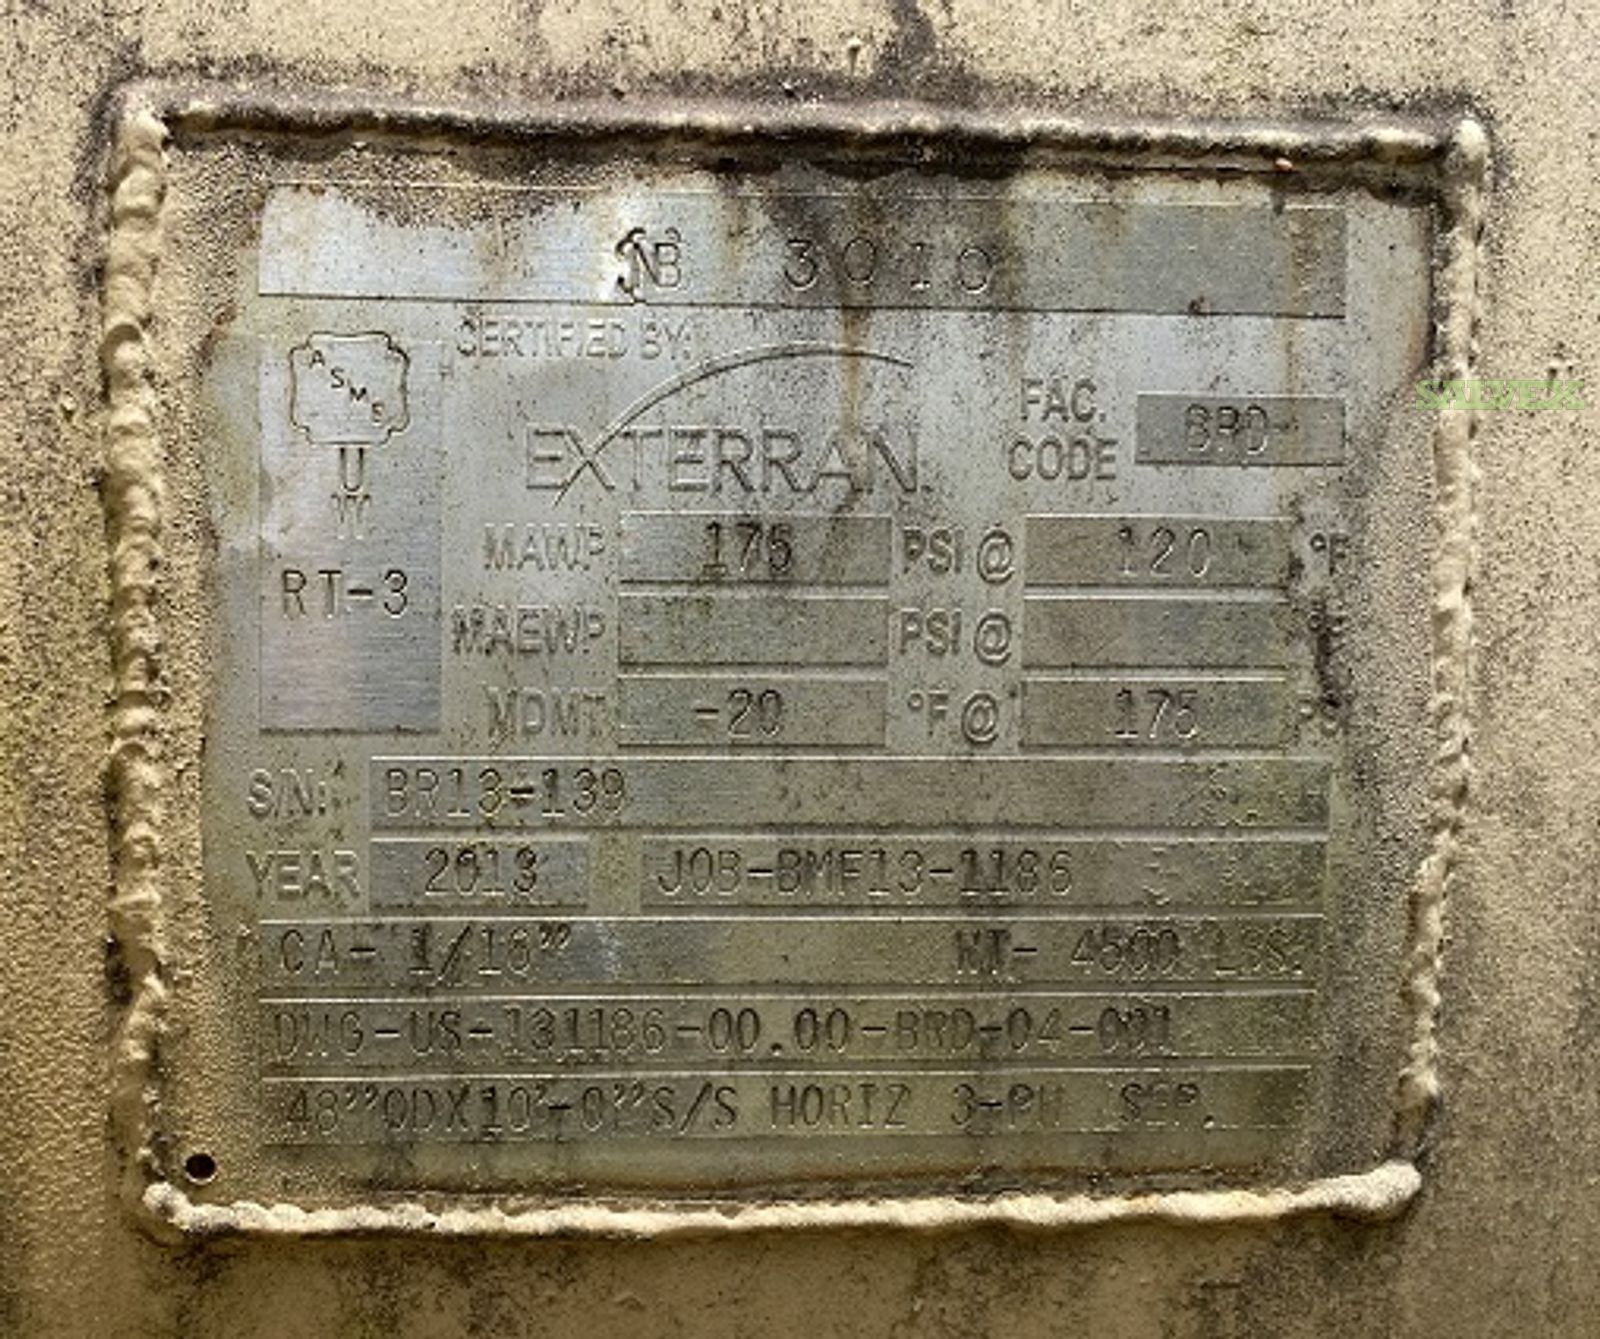 NB 3010
CERTIFIED BY:
ASME
U
RT-3
EXTERRAN.
FAC. CODE BRD
MAWP 175 PSI @ 120 °F
MAEWP PSI @ °F
MDMT -20 °F @ 175 PSI
S/N: BR13-139
YEAR 2013 JOB-BMF13-1186
CA- 1/16" WT- 4500 LBS.
DWG-US-131186-00.00-BRD-04-001
48"ODX10'-0"S/S HORIZ 3-PH SEP.
SALVEX